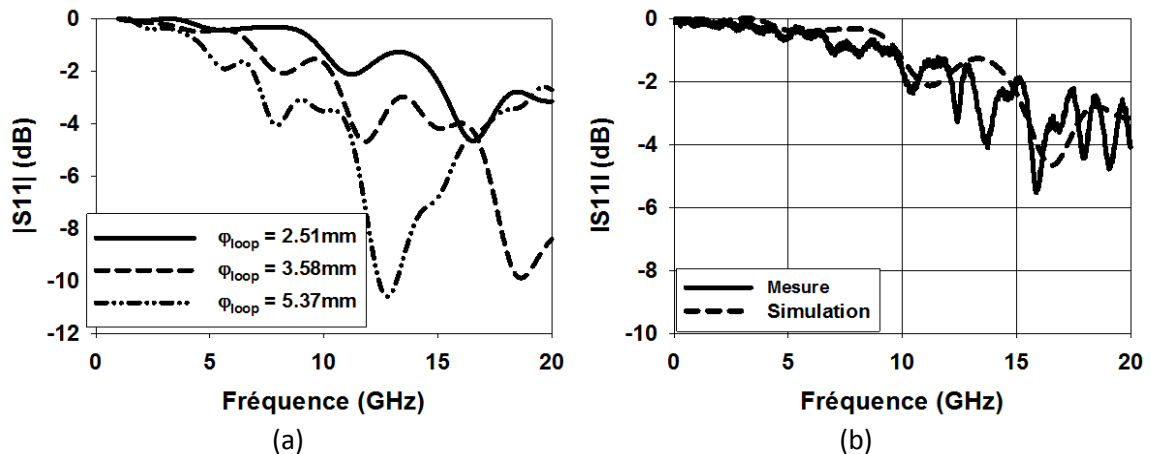 0
-2
-4
-6
-8
-10
-12
|S11| (dB)
φloop = 2.51mm
φloop = 3.58mm
φloop = 5.37mm
0 5 10 15 20
Fréquence (GHz)
(a)
0
-2
-4
-6
-8
-10
IS11I (dB)
Mesure
Simulation
0 5 10 15 20
Fréquence (GHz)
(b)